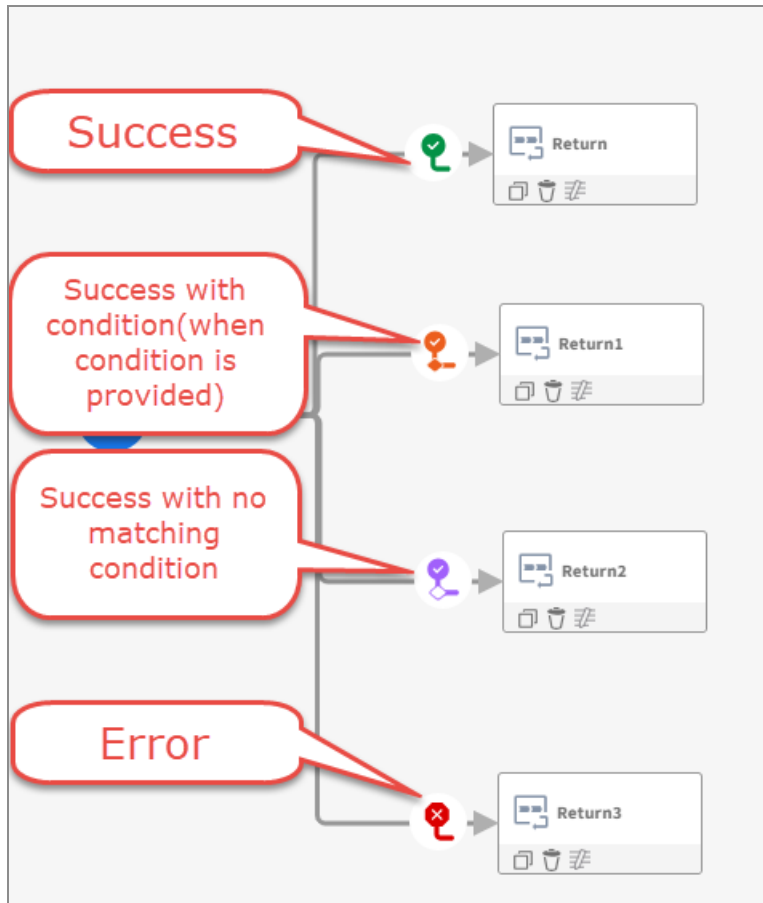 Success
Return
Success with
condition(when
condition is
provided)
Return1
Success with no
matching
condition
Return2
Error
Return3